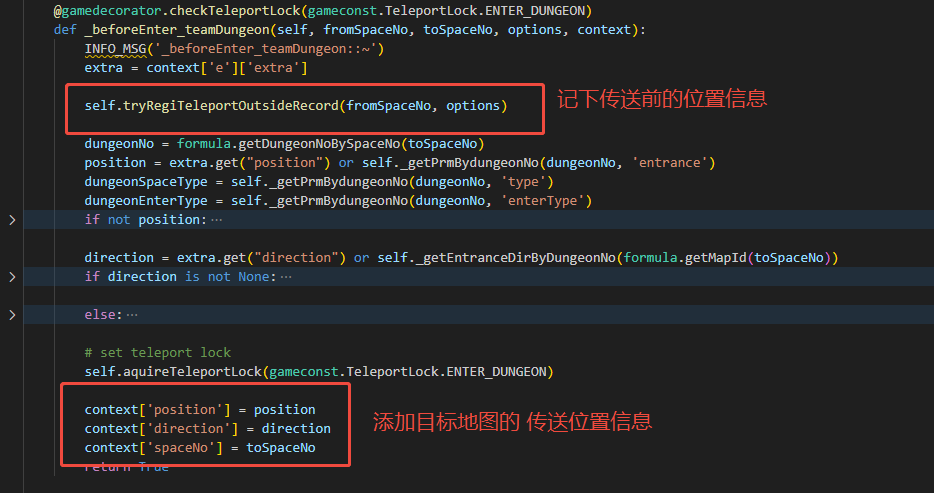 @gamedecorator.checkTeleportLock(gameconst.TeleportLock.ENTER_DUNGEON)
def _beforeEnter_teamDungeon(self, fromSpaceNo, toSpaceNo, options, context):
INFO_MSG('_beforeEnter_teamDungeon::~')
extra = context['e']['extra']
self.tryRegiTeleportOutsideRecord(fromSpaceNo, options)
记下传送前的位置信息
dungeonNo = formula.getDungeonNoBySpaceNo(toSpaceNo)
position = extra.get("position") or self._getPrmBydungeonNo(dungeonNo, 'entrance')
dungeonSpaceType = self._getPrmBydungeonNo(dungeonNo, 'type')
dungeonEnterType = self._getPrmBydungeonNo(dungeonNo, 'enterType')
if not position:…
direction = extra.get("direction") or self._getEntranceDirByDungeonNo(formula.getMapId(toSpaceNo))
if direction is not None:…
else:…
# set teleport lock
self.aquireTeleportLock(gameconst.TeleportLock.ENTER_DUNGEON)
context['position'] = position
context['direction'] = direction
添加目标地图的 传送位置信息
context['spaceNo'] = toSpaceNo
return True